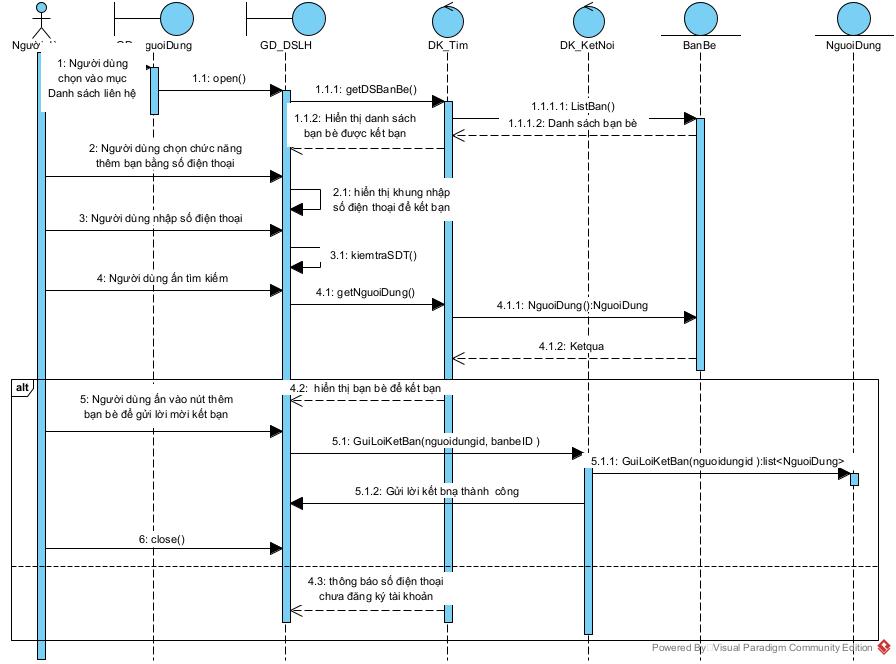 GD_DSLH
DK_Tim
DK_KetNoi
BanBe
NguoiDung
1: Người dùng
chọn vào mục
Danh sách liên hệ
1.1: open()
1.1.1: getDSBanBe()
1.1.1.1: ListBan()
1.1.1.2: Danh sách bạn bè
1.1.2: Hiển thị danh sách
bạn bè được kết bạn
2: Người dùng chọn chức năng
thêm bạn bằng số điện thoại
2.1: hiển thị khung nhập
số điện thoại để kết bạn
3: Người dùng nhập số điện thoại
3.1: kiemtraSDT()
4: Người dùng ấn tìm kiếm
4.1: getNguoiDung()
4.1.1: NguoiDung():NguoiDung
4.1.2: Ketqua
alt
4.2: hiển thị bạn bè để kết bạn
5: Người dùng ấn vào nút thêm
bạn bè để gửi lời mời kết bạn
5.1: GuiLoiKetBan(nguoidungid, banbeID )
5.1.1: GuiLoiKetBan(nguoidungid ):list<NguoiDung>
5.1.2: Gửi lời kết bnạ thành công
6: close()
4.3: thông báo số điện thoại
chưa đăng ký tài khoản
Powered By Visual Paradigm Community Edition